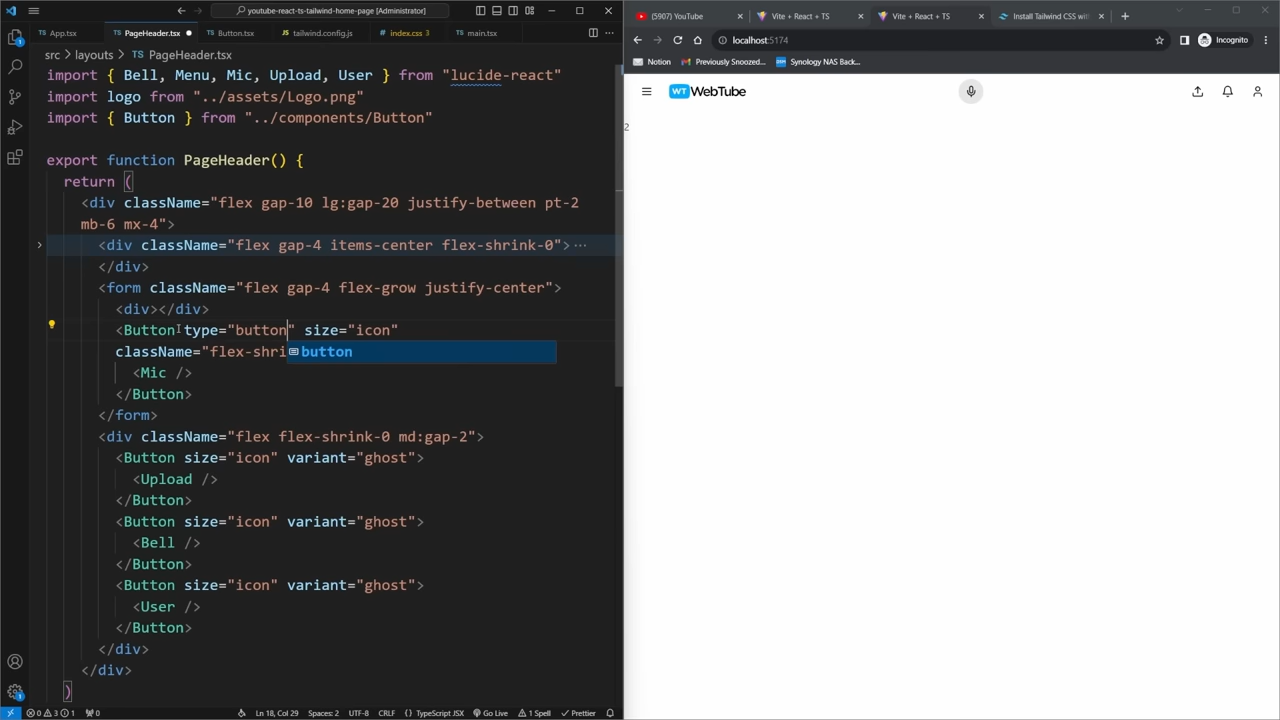 youtube-react-ts-tailwind-home-page [Administrator]
App.tsx
PageHeader.tsx
Button.tsx
tailwind.config.js
index.css 3
main.tsx
src > layouts > PageHeader.tsx
import { Bell, Menu, Mic, Upload, User } from "lucide-react"
import logo from "../assets/Logo.png"
import { Button } from "../components/Button"
export function PageHeader() {
return (
<div className="flex gap-10 lg:gap-20 justify-between pt-2
mb-6 mx-4">
<div className="flex gap-4 items-center flex-shrink-0">
</div>
<form className="flex gap-4 flex-grow justify-center">
<div></div>
<Button type="button" size="icon"
className="flex-shri
button
<Mic />
</Button>
</form>
<div className="flex flex-shrink-0 md:gap-2">
<Button size="icon" variant="ghost">
<Upload />
</Button>
<Button size="icon" variant="ghost">
<Bell />
</Button>
<Button size="icon" variant="ghost">
<User />
</Button>
</div>
</div>
)
0 3 1
0
Ln 18, Col 29
Spaces: 2
UTF-8
CRLF
{ } TypeScript JSX
Go Live
1 Spell
Prettier
(5907) YouTube
Vite + React + TS
Vite + React + TS
Install Tailwind CSS with
localhost:5174
Incognito
Notion
Previously Snoozed...
Synology NAS Back...
WT WebTube
2